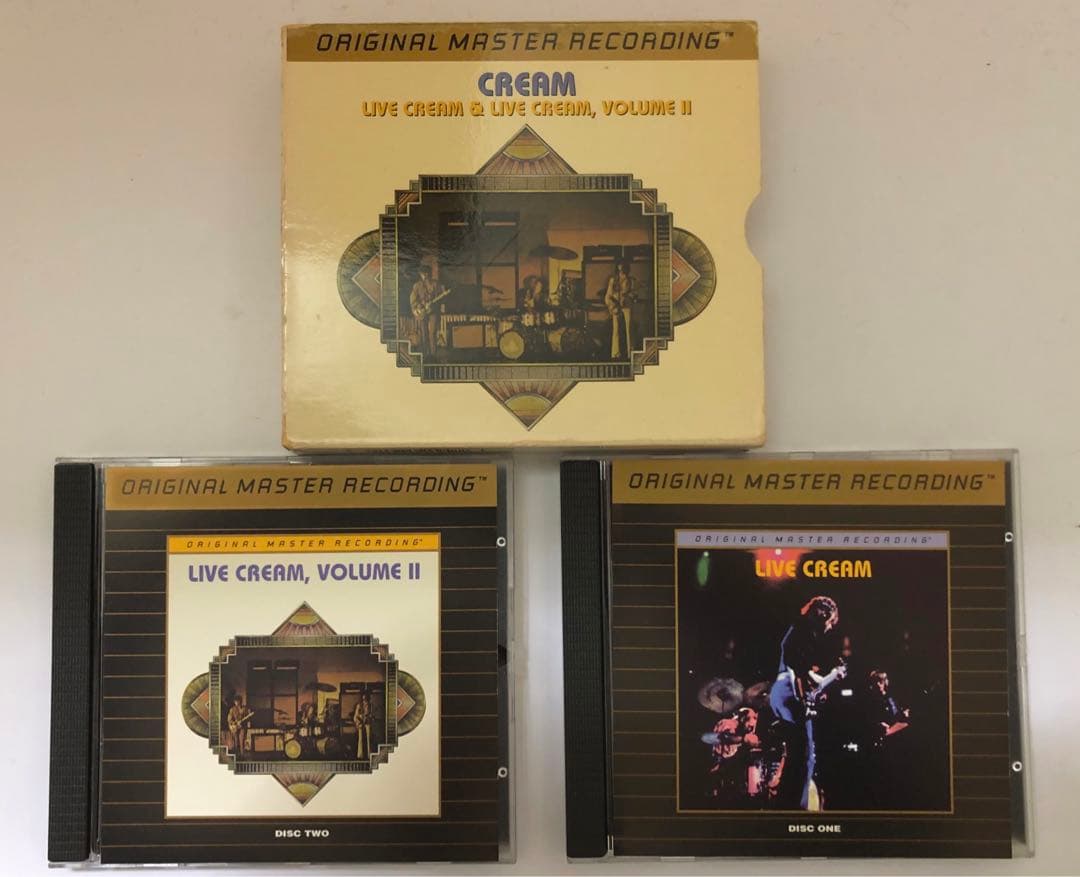 ORIGINAL MASTER RECORDING™
CREAM
LIVE CREAM & LIVE CREAM, VOLUME II
ORIGINAL MASTER RECORDING™
ORIGINAL MASTER RECORDING™
LIVE CREAM, VOLUME II
DISC TWO
ORIGINAL MASTER RECORDING™
ORIGINAL MASTER RECORDING™
LIVE CREAM
DISC ONE